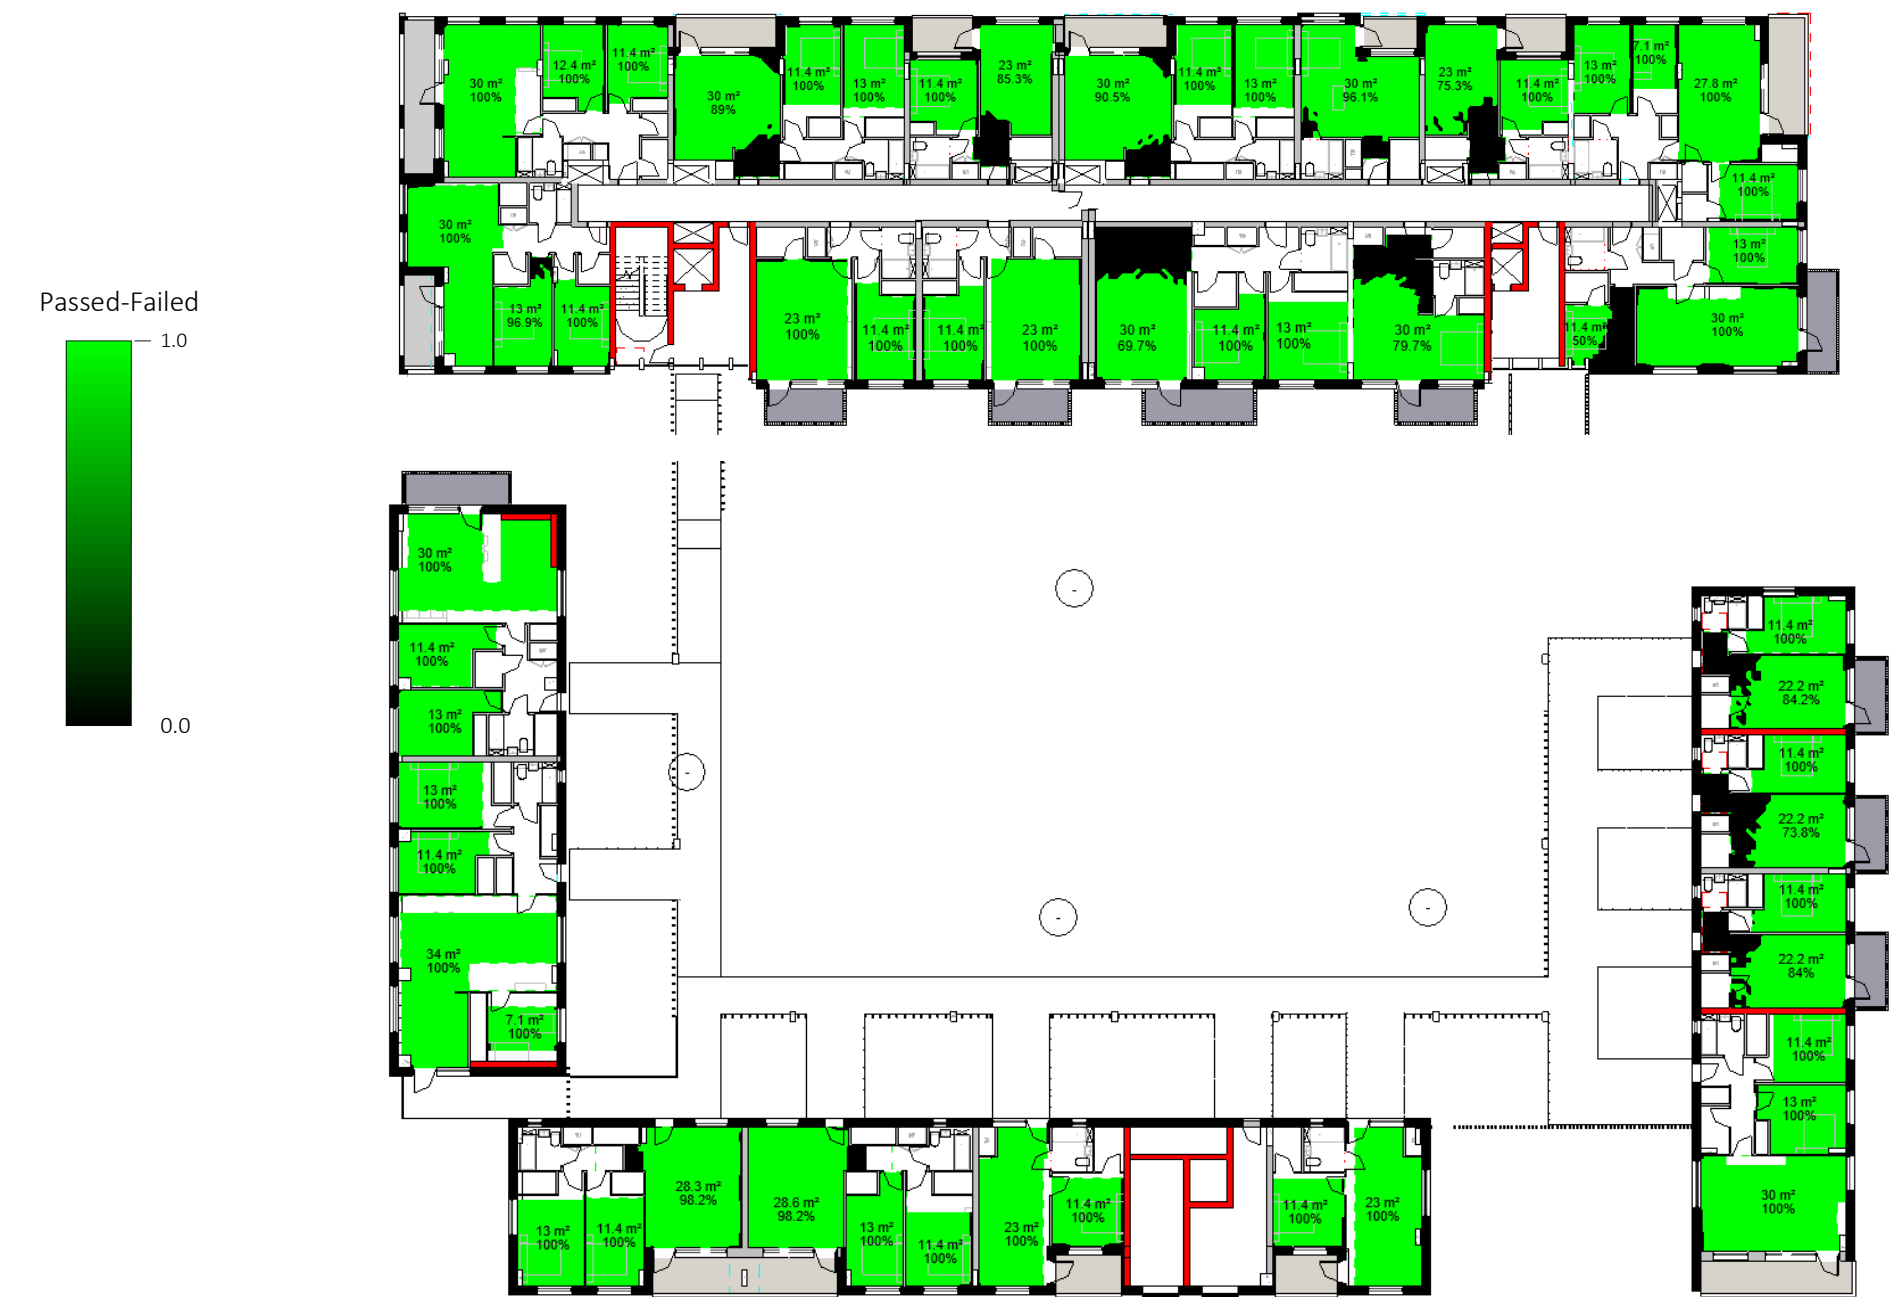 Passed-Failed
1.0
0.0
30 m²
100%
12.4 m²
100%
11.4 m²
100%
30 m²
89%
11.4 m²
100%
13 m²
100%
11.4 m²
100%
23 m²
85.3%
30 m²
90.5%
11.4 m²
100%
13 m²
100%
30 m²
96.1%
23 m²
75.3%
11.4 m²
100%
13 m²
100%
7.1 m²
100%
27.8 m²
100%
11.4 m²
100%
30 m²
100%
13 m²
96.9%
11.4 m²
100%
23 m²
100%
11.4 m²
100%
11.4 m²
100%
23 m²
100%
30 m²
69.7%
11.4 m²
100%
13 m²
100%
30 m²
79.7%
11.4 m²
50%
13 m²
100%
30 m²
100%
30 m²
100%
11.4 m²
100%
13 m²
100%
13 m²
100%
11.4 m²
100%
34 m²
100%
7.1 m²
100%
11.4 m²
100%
22.2 m²
84.2%
11.4 m²
100%
22.2 m²
73.8%
11.4 m²
100%
22.2 m²
84%
11.4 m²
100%
13 m²
100%
30 m²
100%
13 m²
100%
11.4 m²
100%
28.3 m²
98.2%
28.6 m²
98.2%
13 m²
100%
11.4 m²
100%
23 m²
100%
11.4 m²
100%
11.4 m²
100%
23 m²
100%